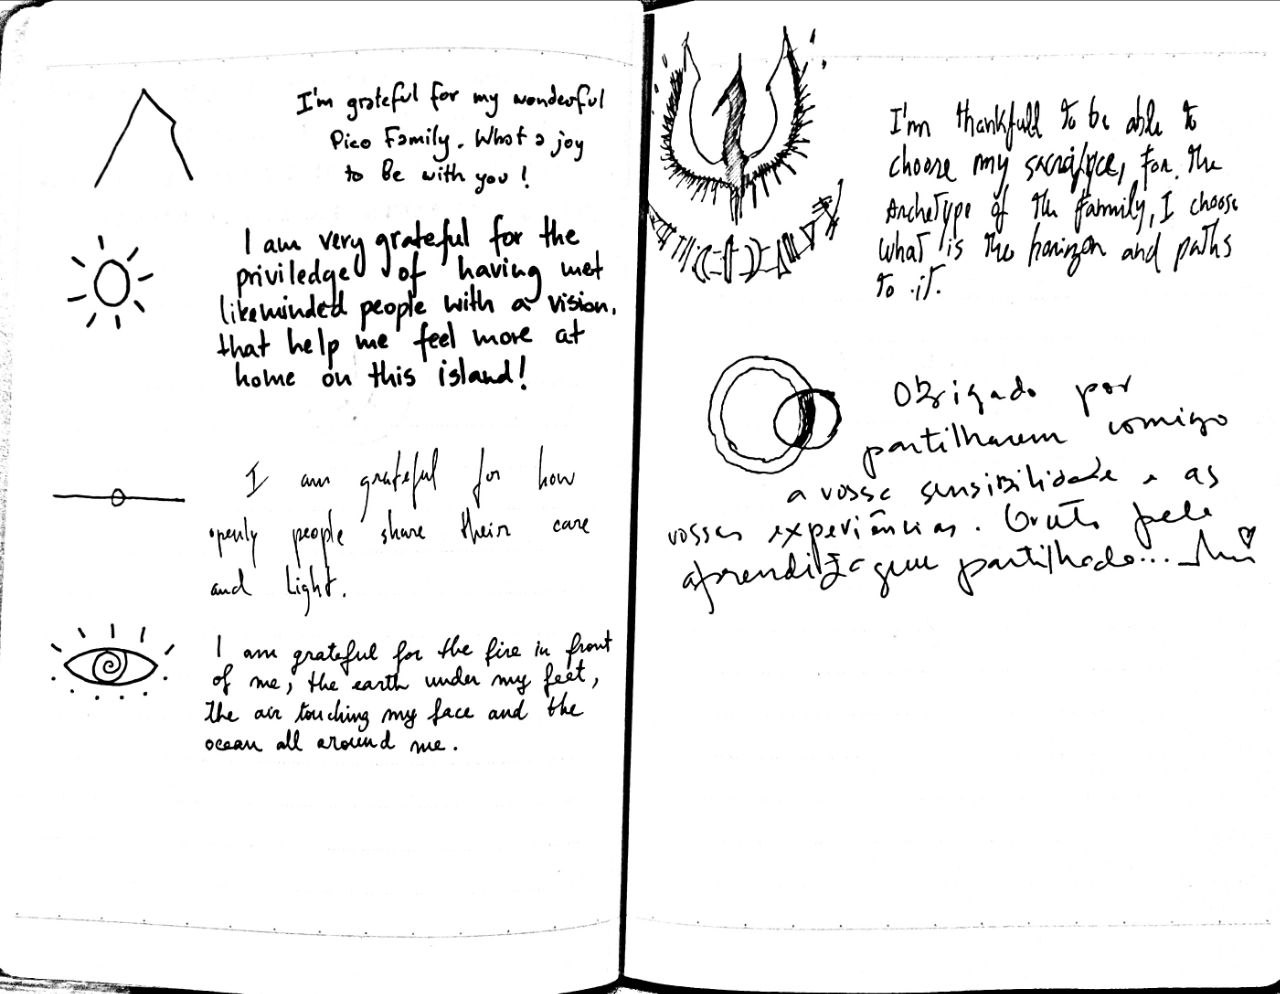 I'm grateful for my wonderful
Pico Family. What a joy
to be with you!
I am very grateful for the
priviledge of having met
likeminded people with a vision,
that help me feel more at
home on this island!
I am grateful for how
openly people share their care
and Light.
I am grateful for the fire in front
of me, the earth under my feet,
the air touching my face and the
ocean all around me.
I'm thankfull to be able to
choose my sacrifyce, for the
Archetype of the family, I choose
what is the horizon and paths
to it.
Obrigado por
partilharem comigo
a vossa sensibilidade e as
vossas experiências. Grato pela
aprendizagem partilhada...